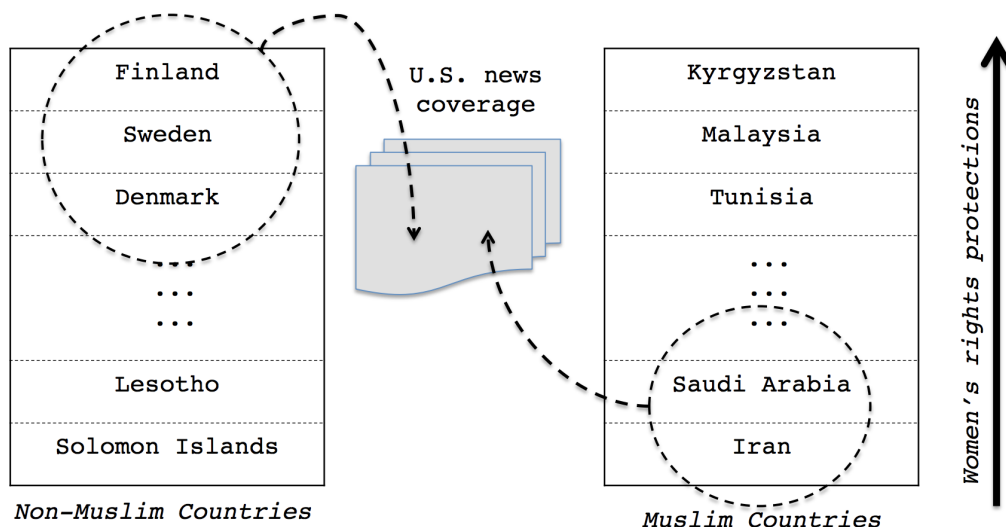 Finland
Sweden
Denmark
...
...
...
Lesotho
Solomon Islands
Non-Muslim Countries
U.S. news
coverage
Kyrgyzstan
Malaysia
Tunisia
...
...
...
Saudi Arabia
Iran
Muslim Countries
Women's rights protections